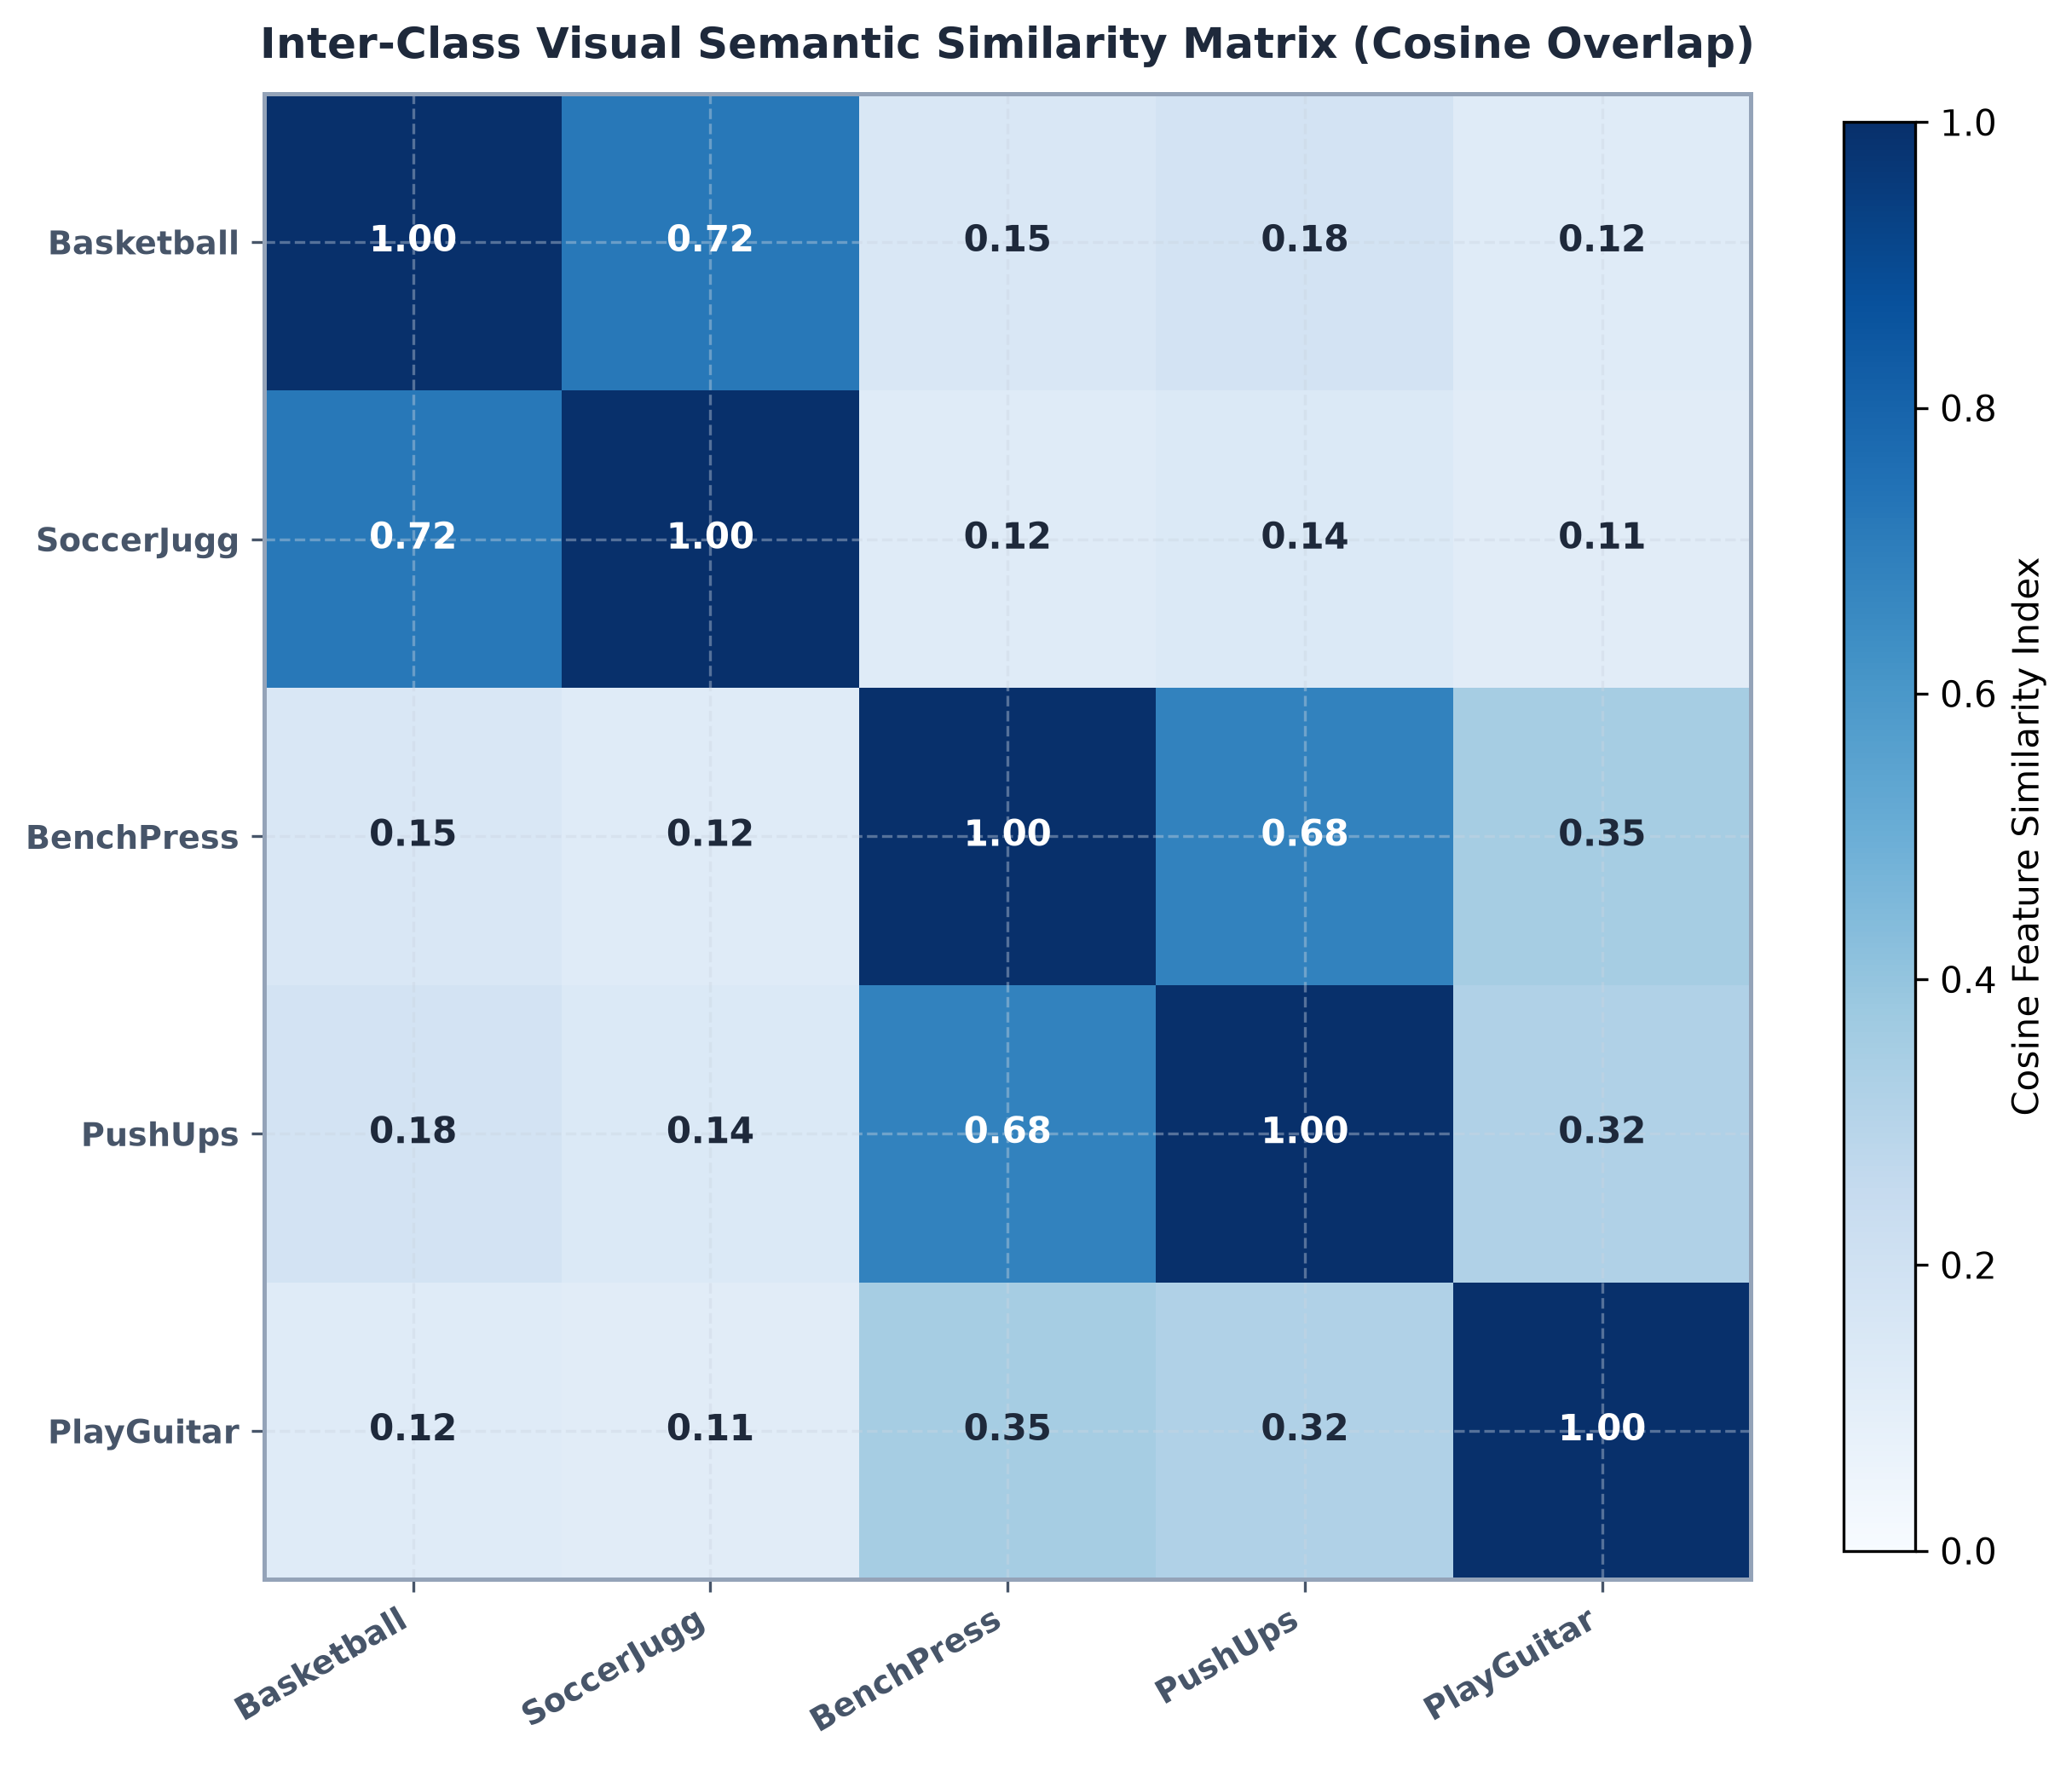 Inter-Class Visual Semantic Similarity Matrix (Cosine Overlap)
Basketball 1.00 0.72 0.15 0.18 0.12
SoccerJugg 0.72 1.00 0.12 0.14 0.11
BenchPress 0.15 0.12 1.00 0.68 0.35
PushUps 0.18 0.14 0.68 1.00 0.32
PlayGuitar 0.12 0.11 0.35 0.32 1.00
Basketball SoccerJugg BenchPress PushUps PlayGuitar
1.0
0.8
0.6
0.4
0.2
0.0
Cosine Feature Similarity Index